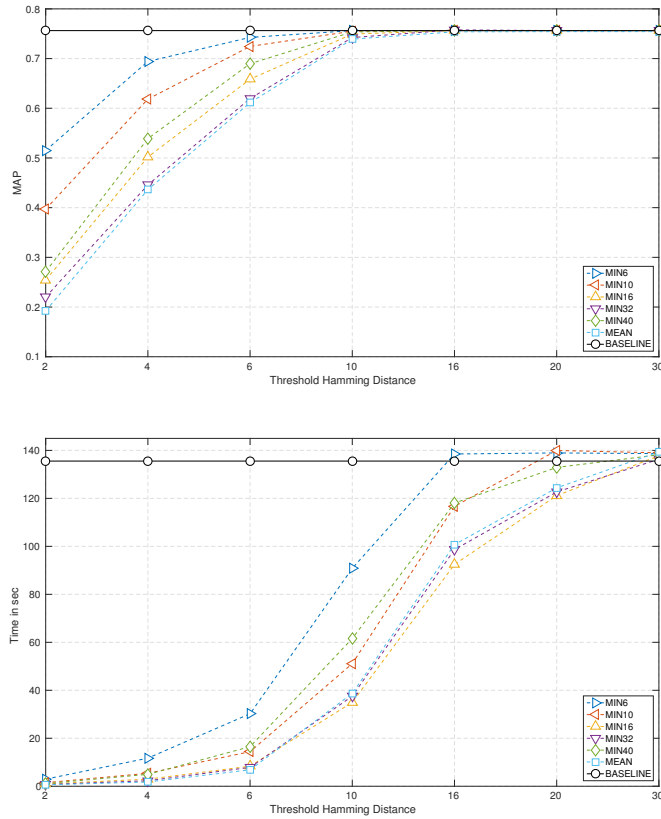 0.8
0.7
0.6
0.5
0.4
0.3
0.2
0.1
MAP
2 4 6 10 16 20 30
Threshold Hamming Distance
MIN6
MIN10
MIN16
MIN32
MIN40
MEAN
BASELINE
140
120
100
80
60
40
20
0
Time in sec
2 4 6 10 16 20 30
Threshold Hamming Distance
MIN6
MIN10
MIN16
MIN32
MIN40
MEAN
BASELINE